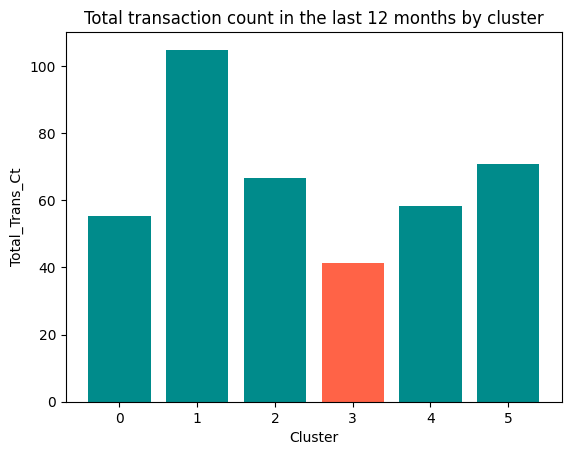 Total transaction count in the last 12 months by cluster
100
80
60
40
20
0
Total_Trans_Ct
0 1 2 3 4 5
Cluster